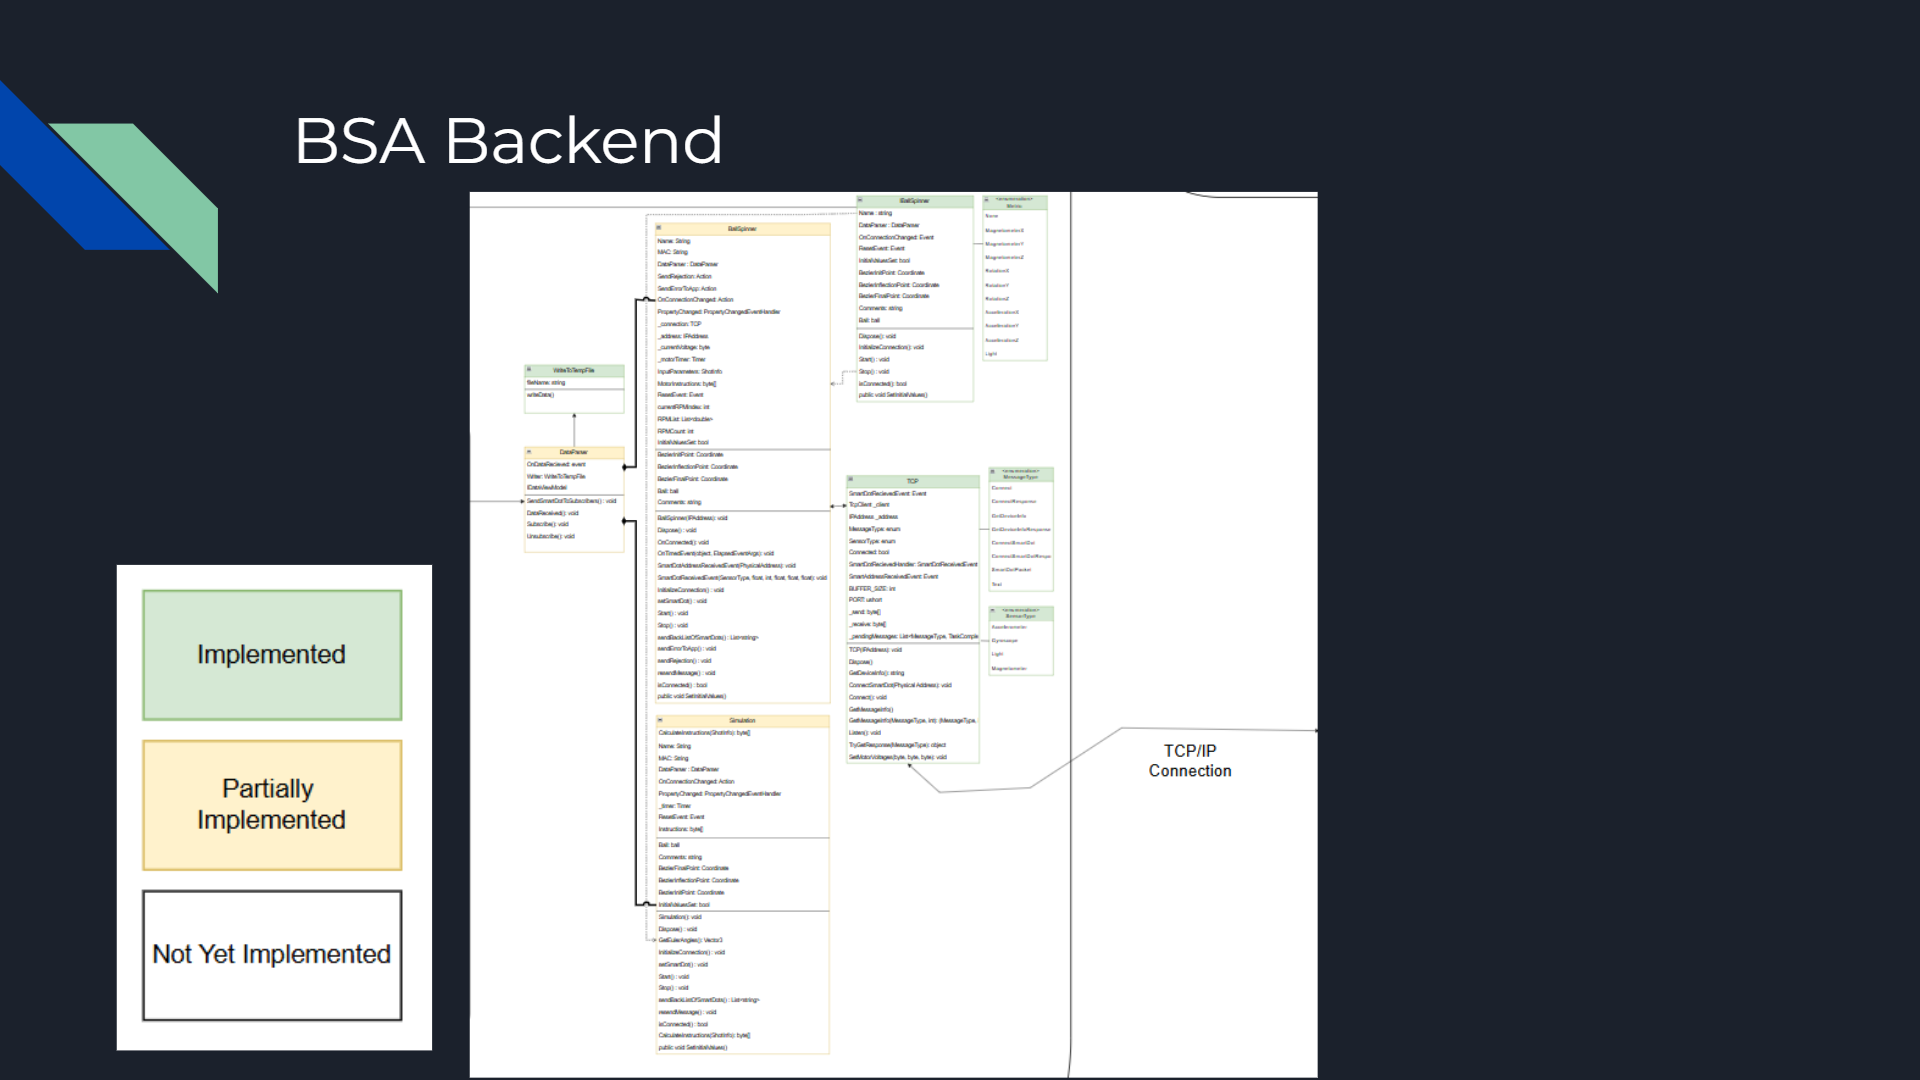 BSA Backend
Implemented
Partially
Implemented
Not Yet Implemented
WriteToTempFile
fileName: string
writeData()
DataParser
OnDataRecieved: event
Writer: WriteToTempFile
IDataViewModel
SendSmartDotToSubscribers() : void
DataReceived(): void
Subscribe(): void
Unsubscribe(): void
BallSpinner
Name: String
MAC: String
DataParser : DataParser
SendRejection: Action
SendErrorToApp: Action
OnConnectionChanged: Action
PropertyChanged: PropertyChangedEventHandler
_connection: TCP
_address: IPAddress
_currentVoltage: byte
_motorTimer: Timer
InputParameters: ShotInfo
MotorInstructions: byte[]
ResetEvent: Event
currentRPMIndex: int
RPMList: List<double>
RPMCount: int
InitialValuesSet: bool
BezierInitPoint: Coordinate
BezierInflectionPoint: Coordinate
BezierFinalPoint: Coordinate
Ball: ball
Comments: string
BallSpinner(IPAddress): void
Dispose() : void
OnConnected(): void
OnTimedEvent(object, ElapsedEventArgs): void
SmartDotAddressReceivedEvent(PhysicalAddress): void
SmartDotReceivedEvent(SensorType, float, int, float, float, float): void
InitializeConnection() : void
setSmartDot() : void
Start() : void
Stop() : void
sendBackListOfSmartDots() : List<string>
sendErrorToApp() : void
sendRejection() : void
resendMessage() : void
isConnected() : bool
public void SetInitialValues()
Simulation
CalculateInstructions(ShotInfo): byte[]
Name: String
MAC: String
DataParser : DataParser
OnConnectionChanged: Action
PropertyChanged: PropertyChangedEventHandler
_timer: Timer
ResetEvent: Event
Instructions: byte[]
Ball: ball
Comments: string
BezierFinalPoint: Coordinate
BezierInflectionPoint: Coordinate
BezierInitPoint: Coordinate
InitialValuesSet: bool
Simulation(): void
Dispose() : void
GetEulerAngles(): Vector3
InitializeConnection() : void
setSmartDot() : void
Start() : void
Stop() : void
sendBackListOfSmartDots() : List<string>
resendMessage() : void
isConnected() : bool
CalculateInstructions(ShotInfo): byte[]
public void SetInitialValues()
IBallSpinner
Name : string
DataParser : DataParser
OnConnectionChanged: Event
ResetEvent: Event
InitialValuesSet: bool
BezierInitPoint: Coordinate
BezierInflectionPoint: Coordinate
BezierFinalPoint: Coordinate
Comments: string
Ball: ball
Dispose(): void
InitializeConnection(): void
Start() : void
Stop() : void
isConnected(): bool
public void SetInitialValues()
<<enumeration>>
Metric
None
MagnetometerX
MagnetometerY
MagnetometerZ
RotationX
RotationY
RotationZ
AccelerationX
AccelerationY
AccelerationZ
Light
TCP
SmartDotRecievedEvent: Event
TcpClient _client
IPAddress _address
MessageType: enum
SensorType: enum
Connected: bool
SmartDotRecievedHandler: SmartDotReceivedEvent
SmartAddressReceivedEvent: Event
BUFFER_SIZE: int
PORT: ushort
_send: byte[]
_receive: byte[]
_pendingMessages: List<MessageType, TaskComple
TCP(IPAddress): void
Dispose()
GetDeviceInfo(): string
ConnectSmartDot(Physical Address): void
Connect(): void
GetMessageInfo()
GetMessageInfo(MessageType, int): (MessageType,
Listen(): void
TryGetResponse(MessageType): object
SetMotorVoltages(byte, byte, byte): void
<<enumeration>>
MessageType
Connect
ConnectResponse
GetDeviceInfo
GetDeviceInfoResponse
ConnectSmartDot
ConnectSmartDotRespo
SmartDotPacket
Text
<<enumeration>>
SensorType
Accelerometer
Gyroscope
Light
Magnetometer
TCP/IP
Connection